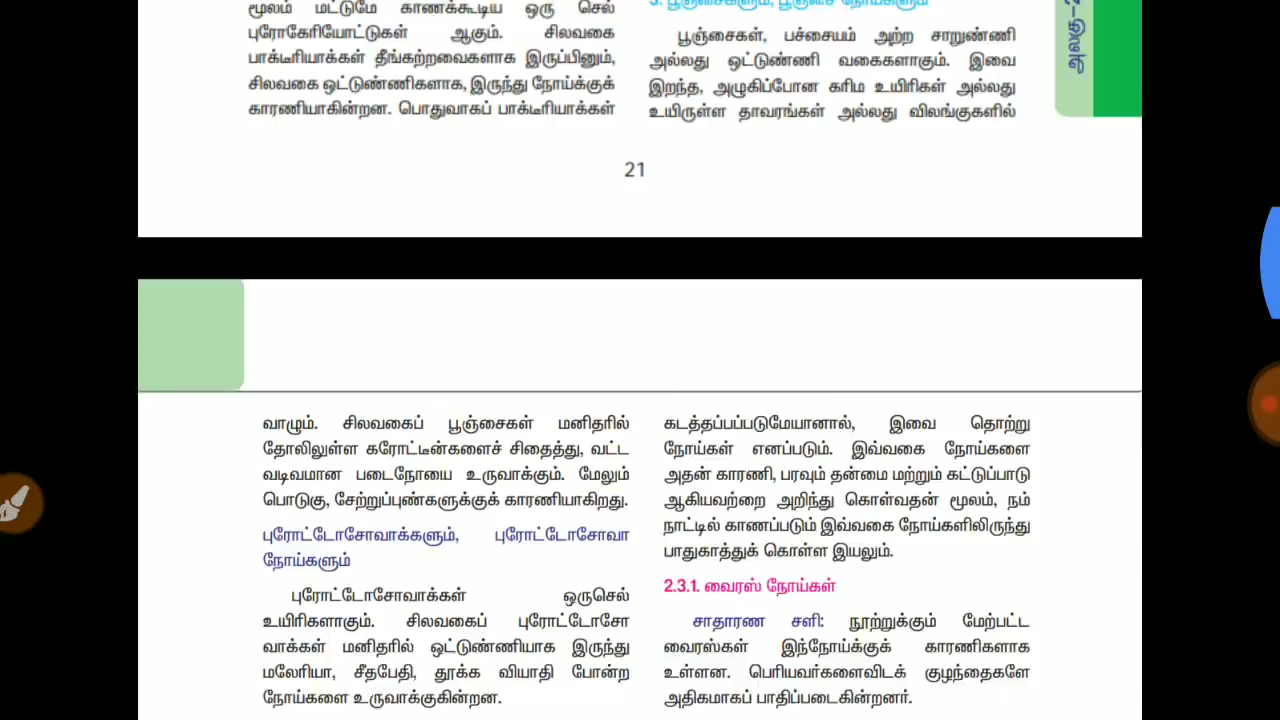 மூலம் மட்டுமே காணக்கூடிய ஒரு செல்
புரோகேரியோட்டுகள் ஆகும். சிலவகை
பாக்டீரியாக்கள் தீங்கற்றவைகளாக இருப்பினும்,
சிலவகை ஒட்டுண்ணிகளாக, இருந்து நோய்க்குக்
காரணியாகின்றன. பொதுவாகப் பாக்டீரியாக்கள்
3. பூஞ்சைகளும், பூஞ்சை நோய்களும்
பூஞ்சைகள், பச்சையம் அற்ற சாறுண்ணி
அல்லது ஒட்டுண்ணி வகைகளாகும். இவை
இறந்த, அழுகிப்போன கரிம உயிரிகள் அல்லது
உயிருள்ள தாவரங்கள் அல்லது விலங்குகளில்
அலகு-2
21
வாழும். சிலவகைப் பூஞ்சைகள் மனிதரில்
தோலிலுள்ள கரோட்டீன்களைச் சிதைத்து, வட்ட
வடிவமான படைநோயை உருவாக்கும். மேலும்
பொடுகு, சேற்றுப்புண்களுக்குக் காரணியாகிறது.
புரோட்டோசோவாக்களும், புரோட்டோசோவா
நோய்களும்
புரோட்டோசோவாக்கள் ஒருசெல்
உயிரிகளாகும். சிலவகைப் புரோட்டோசோ
வாக்கள் மனிதரில் ஒட்டுண்ணியாக இருந்து
மலேரியா, சீதபேதி, தூக்க வியாதி போன்ற
நோய்களை உருவாக்குகின்றன.
கடத்தப்பப்படுமேயானால், இவை தொற்று
நோய்கள் எனப்படும். இவ்வகை நோய்களை
அதன் காரணி, பரவும் தன்மை மற்றும் கட்டுப்பாடு
ஆகியவற்றை அறிந்து கொள்வதன் மூலம், நம்
நாட்டில் காணப்படும் இவ்வகை நோய்களிலிருந்து
பாதுகாத்துக் கொள்ள இயலும்.
2.3.1. வைரஸ் நோய்கள்
சாதாரண சளி: நூற்றுக்கும் மேற்பட்ட
வைரஸ்கள் இந்நோய்க்குக் காரணிகளாக
உள்ளன. பெரியவர்களைவிடக் குழந்தைகளே
அதிகமாகப் பாதிப்படைகின்றனர்.